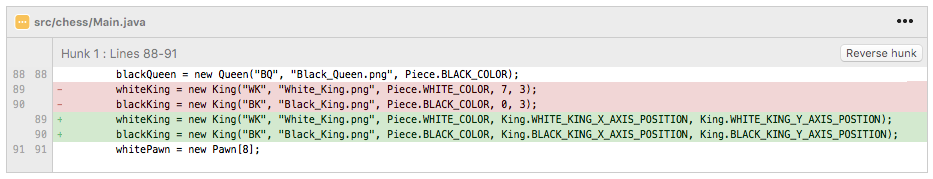 src/chess/Main.java
Hunk 1 : Lines 88-91
Reverse hunk
88 88 blackQueen = new Queen("BQ", "Black_Queen.png", Piece.BLACK_COLOR);
89 - whiteKing = new King("WK", "White_King.png", Piece.WHITE_COLOR, 7, 3);
90 - blackKing = new King("BK", "Black_King.png", Piece.BLACK_COLOR, 0, 3);
89 + whiteKing = new King("WK", "White_King.png", Piece.WHITE_COLOR, King.WHITE_KING_X_AXIS_POSITION, King.WHITE_KING_Y_AXIS_POSTION);
90 + blackKing = new King("BK", "Black_King.png", Piece.BLACK_COLOR, King.BLACK_KING_X_AXIS_POSITION, King.BLACK_KING_Y_AXIS_POSITION);
91 91 whitePawn = new Pawn[8];